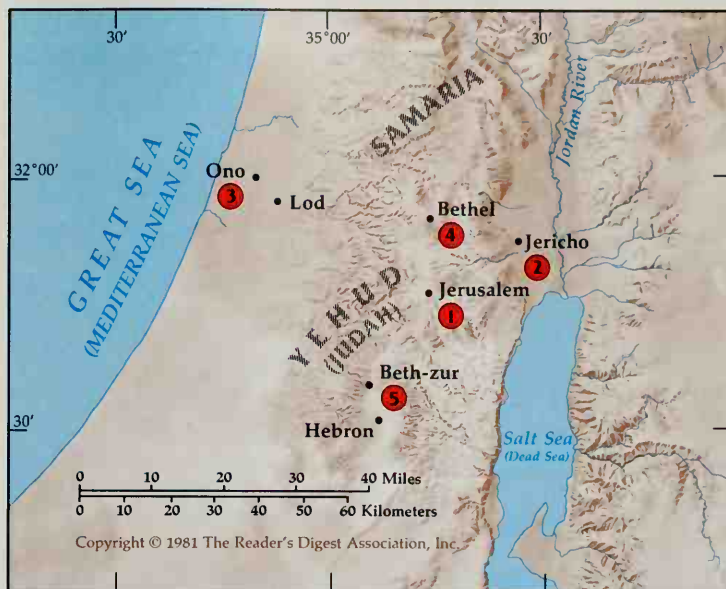 30'
35°00'
30'
SAMARIA
Jordan River
GREAT SEA
(MEDITERRANEAN SEA)
32°00'
Ono
3
Lod
Bethel
4
Jericho
2
Jerusalem
1
YEHUD
(JUDAH)
Beth-zur
5
Hebron
30'
Salt Sea
(Dead Sea)
0 10 20 30 40 Miles
0 10 20 30 40 50 60 Kilometers
Copyright © 1981 The Reader's Digest Association, Inc.